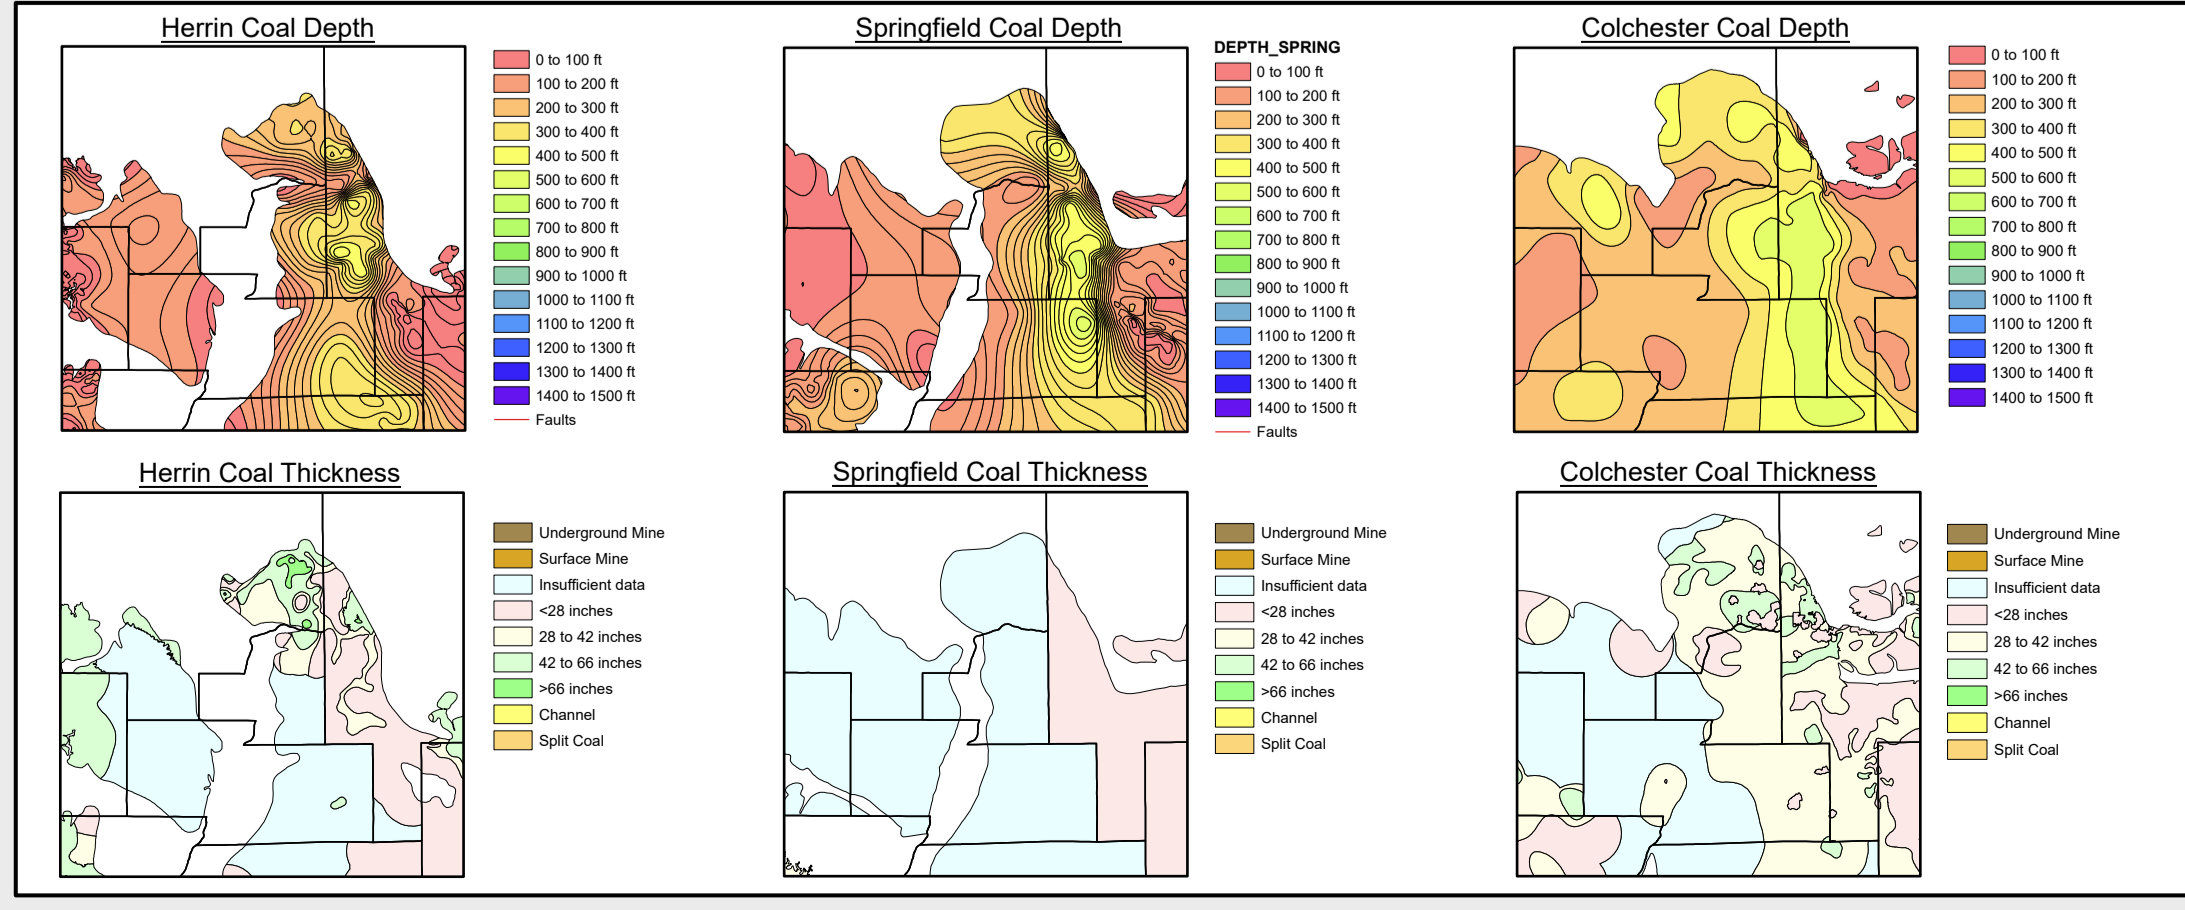 Herrin Coal Depth
0 to 100 ft
100 to 200 ft
200 to 300 ft
300 to 400 ft
400 to 500 ft
500 to 600 ft
600 to 700 ft
700 to 800 ft
800 to 900 ft
900 to 1000 ft
1000 to 1100 ft
1100 to 1200 ft
1200 to 1300 ft
1300 to 1400 ft
1400 to 1500 ft
Faults
Springfield Coal Depth
DEPTH_SPRING
0 to 100 ft
100 to 200 ft
200 to 300 ft
300 to 400 ft
400 to 500 ft
500 to 600 ft
600 to 700 ft
700 to 800 ft
800 to 900 ft
900 to 1000 ft
1000 to 1100 ft
1100 to 1200 ft
1200 to 1300 ft
1300 to 1400 ft
1400 to 1500 ft
Faults
Colchester Coal Depth
0 to 100 ft
100 to 200 ft
200 to 300 ft
300 to 400 ft
400 to 500 ft
500 to 600 ft
600 to 700 ft
700 to 800 ft
800 to 900 ft
900 to 1000 ft
1000 to 1100 ft
1100 to 1200 ft
1200 to 1300 ft
1300 to 1400 ft
1400 to 1500 ft
Herrin Coal Thickness
Underground Mine
Surface Mine
Insufficient data
<28 inches
28 to 42 inches
42 to 66 inches
>66 inches
Channel
Split Coal
Springfield Coal Thickness
Underground Mine
Surface Mine
Insufficient data
<28 inches
28 to 42 inches
42 to 66 inches
>66 inches
Channel
Split Coal
Colchester Coal Thickness
Underground Mine
Surface Mine
Insufficient data
<28 inches
28 to 42 inches
42 to 66 inches
>66 inches
Channel
Split Coal